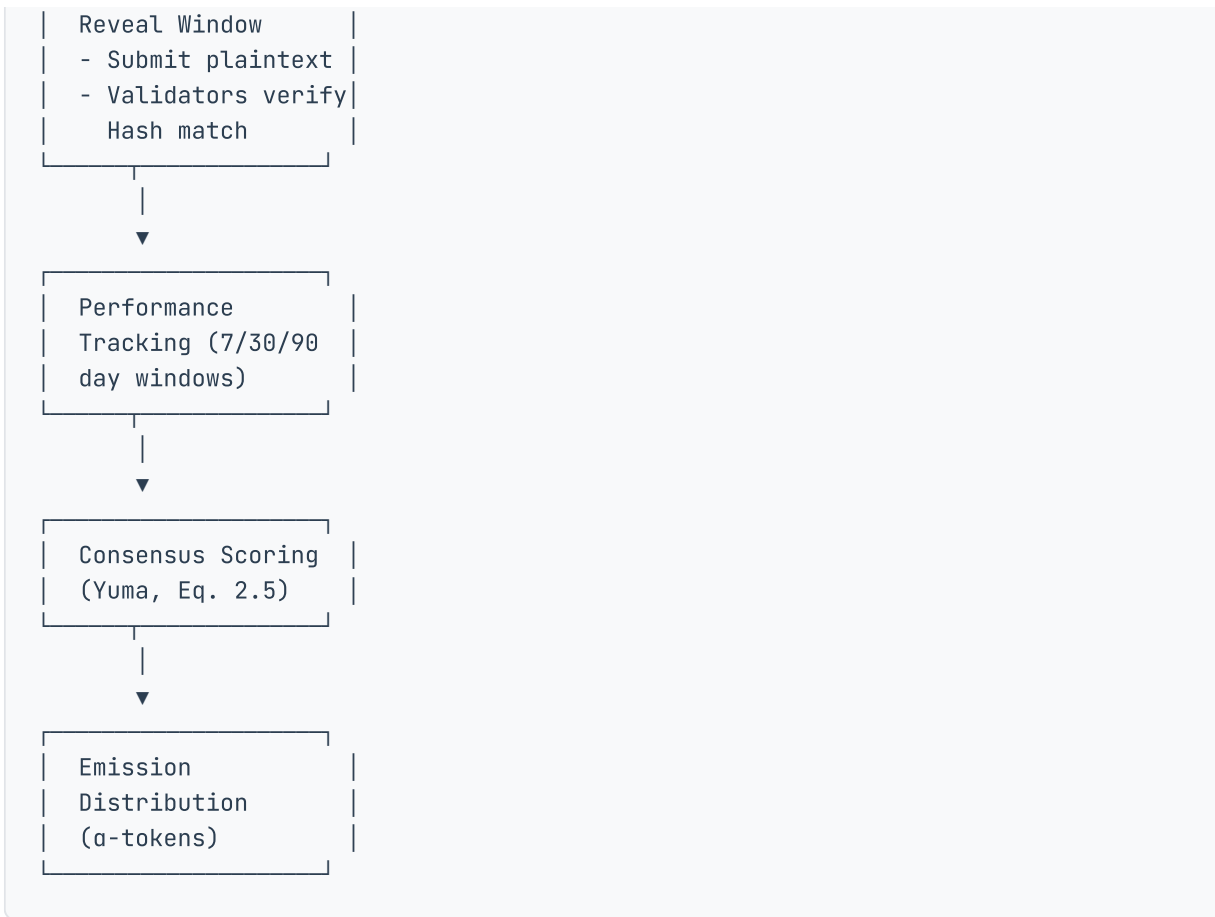 Reveal Window
- Submit plaintext
- Validators verify
Hash match
Performance
Tracking (7/30/90
day windows)
Consensus Scoring
(Yuma, Eq. 2.5)
Emission
Distribution
(α-tokens)